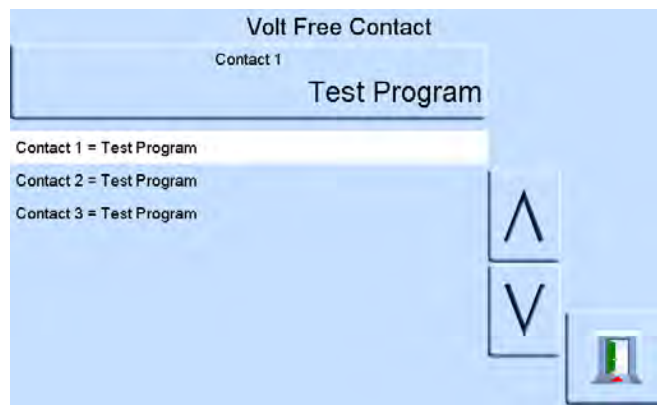 Volt Free Contact
Contact 1
Test Program
Contact 1 = Test Program
Contact 2 = Test Program
Contact 3 = Test Program